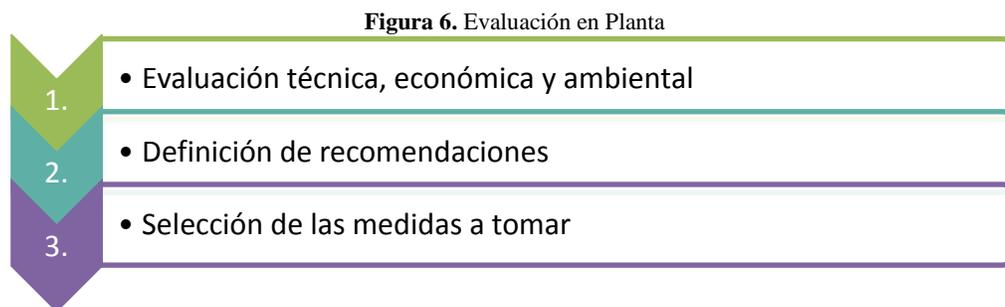 Figura 6. Evaluación en Planta
1.
• Evaluación técnica, económica y ambiental
2.
• Definición de recomendaciones
3.
• Selección de las medidas a tomar